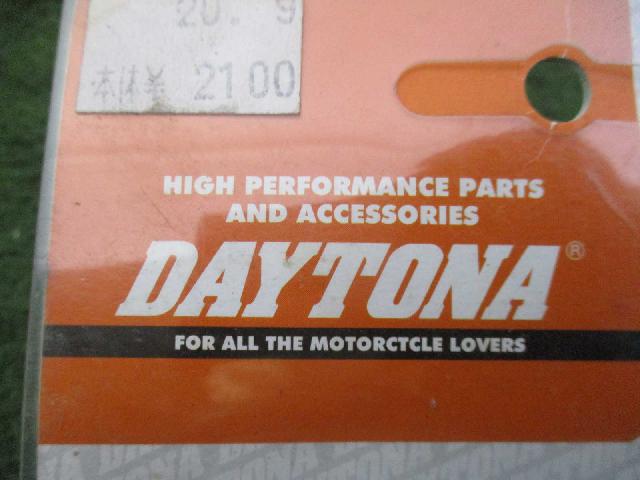 20. 9
本体¥ 2100
HIGH PERFORMANCE PARTS
AND ACCESSORIES
DAYTONA®
FOR ALL THE MOTORCTCLE LOVERS